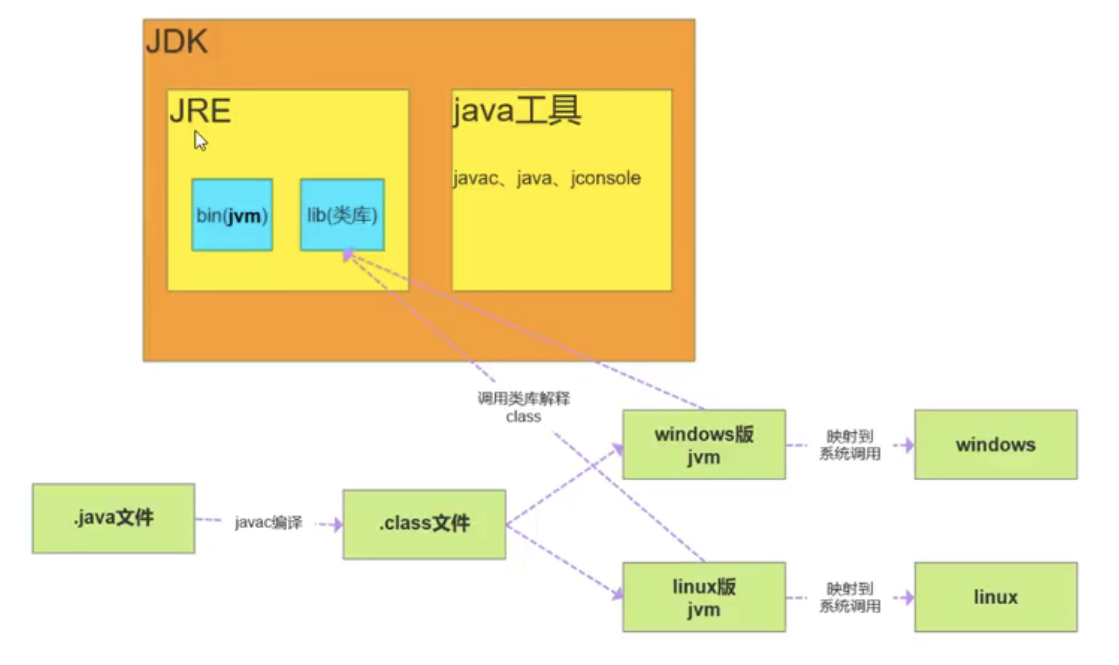 JDK
JRE
java工具
javac、java、jconsole
bin(jvm)
lib(类库)
调用类库解释
class
windows版
jvm
映射到
系统调用
windows
.java文件
javac编译
.class文件
linux版
jvm
映射到
系统调用
linux